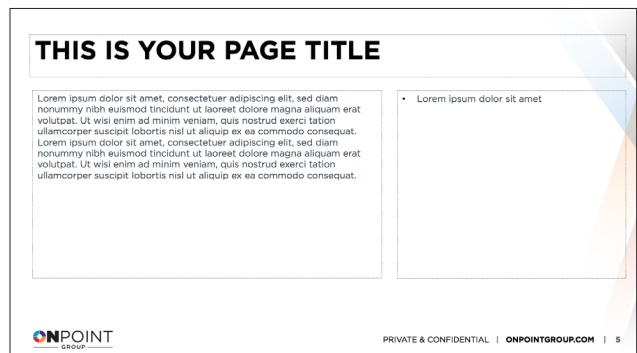 THIS IS YOUR PAGE TITLE
Lorem ipsum dolor sit amet, consectetuer adipiscing elit, sed diam
nonummy nibh euismod tincidunt ut laoreet dolore magna aliquam erat
volutpat. Ut wisi enim ad minim veniam, quis nostrud exerci tation
ullamcorper suscipit lobortis nisl ut aliquip ex ea commodo consequat.
Lorem ipsum dolor sit amet, consectetuer adipiscing elit, sed diam
nonummy nibh euismod tincidunt ut laoreet dolore magna aliquam erat
volutpat. Ut wisi enim ad minim veniam, quis nostrud exerci tation
ullamcorper suscipit lobortis nisl ut aliquip ex ea commodo consequat.
• Lorem ipsum dolor sit amet
ONPOINT
GROUP
PRIVATE & CONFIDENTIAL | ONPOINTGROUP.COM | 5